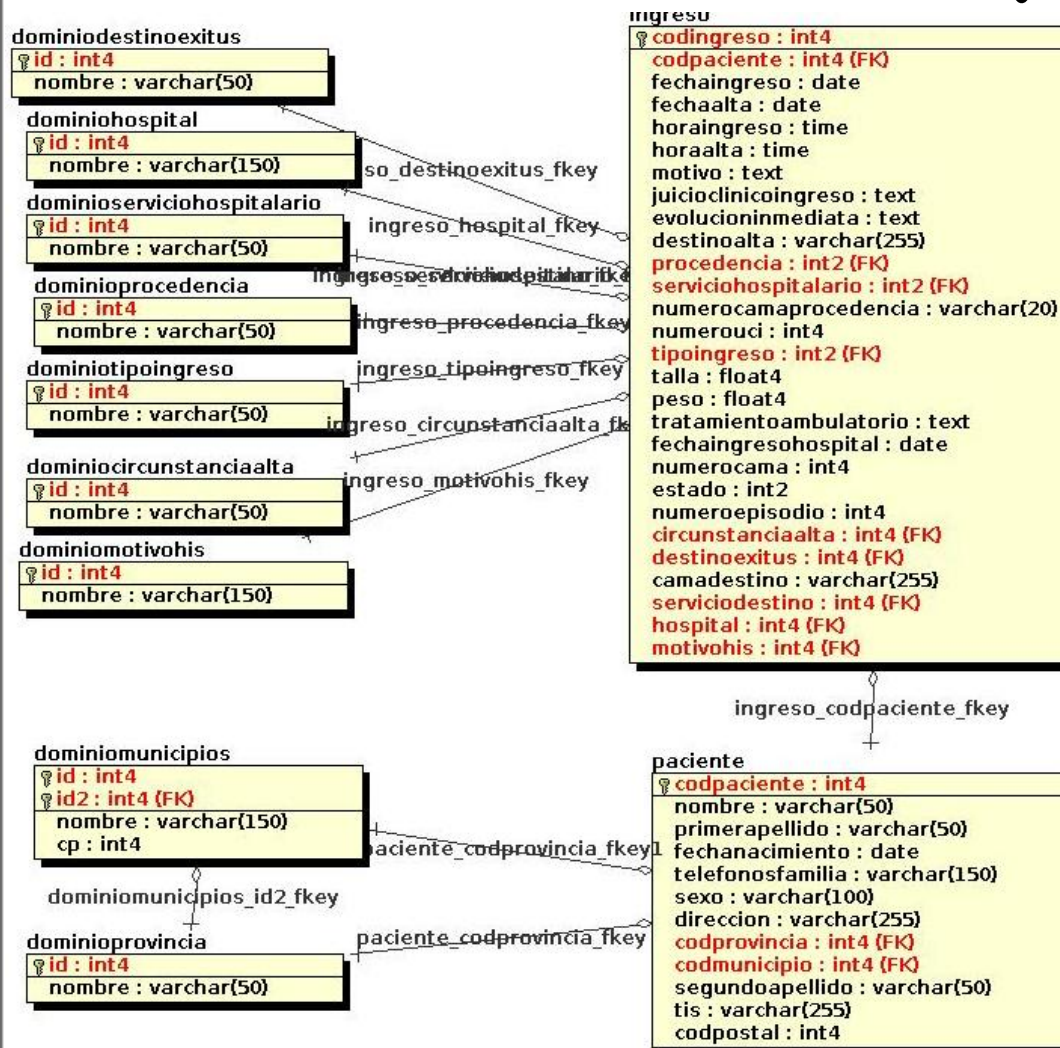 dominiodestinoexitus
id : int4
nombre : varchar(50)
dominiohospital
id : int4
nombre : varchar(150)
dominioserviciohospitalario
id : int4
nombre : varchar(50)
dominioprocedencia
id : int4
nombre : varchar(50)
dominiotipoingreso
id : int4
nombre : varchar(50)
dominiocircunstanciaalta
id : int4
nombre : varchar(50)
dominiomotivohis
id : int4
nombre : varchar(150)
so_destinoexitus_fkey
ingreso_hospital_fkey
ingreso_procedencia_fkey
ingreso_tipoingreso_fkey
ingreso_circunstanciaalta_fk
ingreso_motivohis_fkey
ingreso
codingreso : int4
codpaciente : int4 (FK)
fechaingreso : date
fechaalta : date
horaingreso : time
horaalta : time
motivo : text
juicioclinicoingreso : text
evolucioninmediata : text
destinoalta : varchar(255)
procedencia : int2 (FK)
serviciohospitalario : int2 (FK)
numerocamaprocedencia : varchar(20)
numerouci : int4
tipoingreso : int2 (FK)
talla : float4
peso : float4
tratamientoambulatorio : text
fechaingresohospital : date
numerocama : int4
estado : int2
numeroepisodio : int4
circunstanciaalta : int4 (FK)
destinoexitus : int4 (FK)
camadestino : varchar(255)
serviciodestino : int4 (FK)
hospital : int4 (FK)
motivohis : int4 (FK)
ingreso_codpaciente_fkey
dominiomunicipios
id : int4
id2 : int4 (FK)
nombre : varchar(150)
cp : int4
dominiomunicipios_id2_fkey
dominioprovincia
id : int4
nombre : varchar(50)
paciente_codprovincia_fkey1
paciente_codprovincia_fkey
paciente
codpaciente : int4
nombre : varchar(50)
primerapellido : varchar(50)
fechanacimiento : date
telefonosfamilia : varchar(150)
sexo : varchar(100)
direccion : varchar(255)
codprovincia : int4 (FK)
codmunicipio : int4 (FK)
segundoapellido : varchar(50)
tis : varchar(255)
codpostal : int4